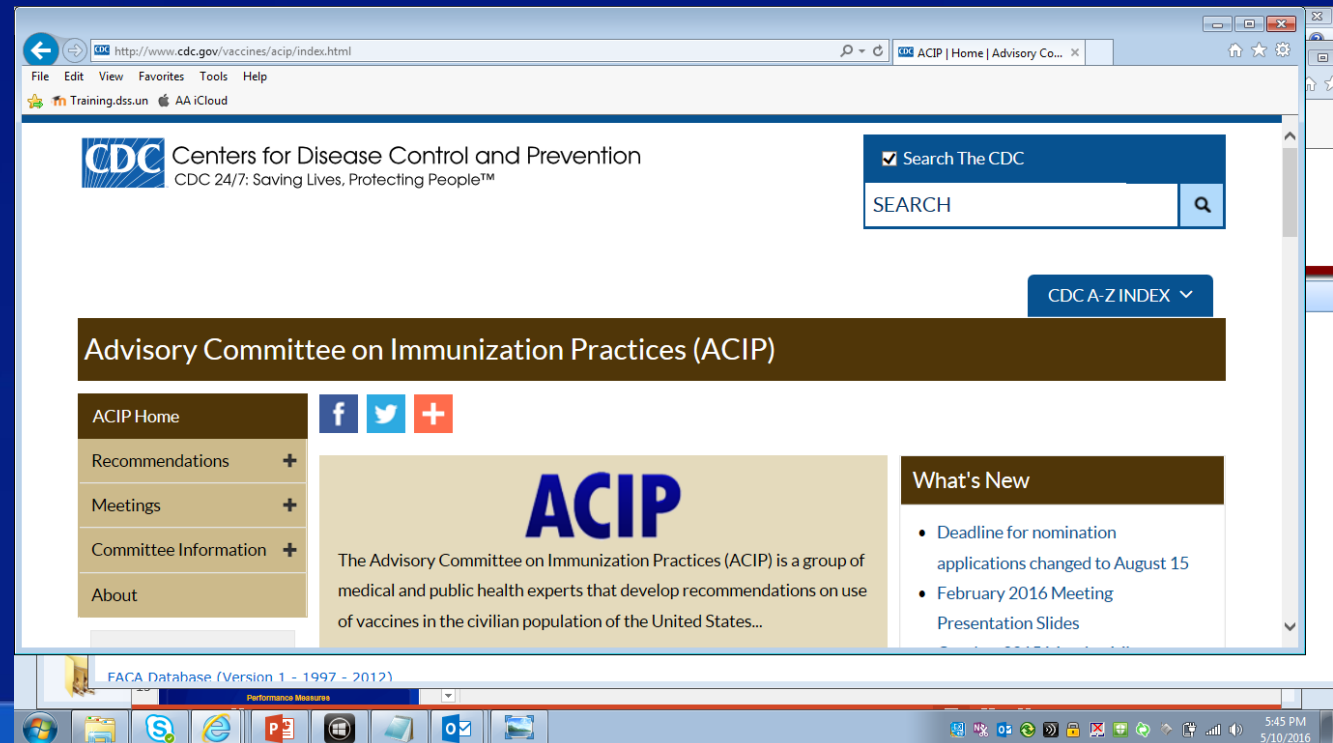 http://www.cdc.gov/vaccines/acip/index.html
ACIP | Home | Advisory Co...
File Edit View Favorites Tools Help
Training.dss.un AA iCloud
CDC
Centers for Disease Control and Prevention
CDC 24/7: Saving Lives, Protecting People™
Search The CDC
SEARCH
CDC A-Z INDEX
Advisory Committee on Immunization Practices (ACIP)
ACIP Home
Recommendations
Meetings
Committee Information
About
ACIP
The Advisory Committee on Immunization Practices (ACIP) is a group of
medical and public health experts that develop recommendations on use
of vaccines in the civilian population of the United States...
What's New
Deadline for nomination
applications changed to August 15
February 2016 Meeting
Presentation Slides
FACA Database (Version 1 - 1997 - 2012)
Performance Measures
5:45 PM
5/10/2016